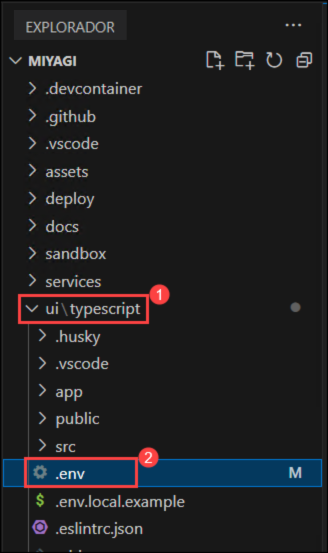 EXPLORADOR
MIYAGI
.devcontainer
.github
.vscode
assets
deploy
docs
sandbox
services
1
ui\typescript
.husky
.vscode
app
public
src
2
.env M
.env.local.example
.eslintrc.json